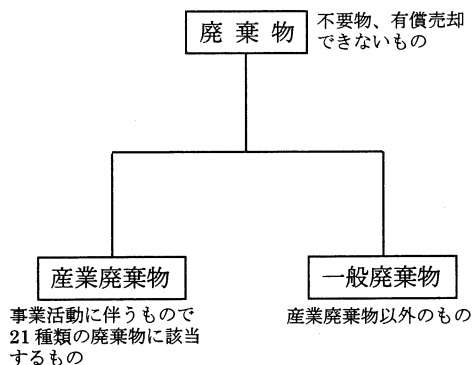 廃棄物
不要物、有償売却
できないもの
産業廃棄物
一般廃棄物
事業活動に伴うもので
21種類の廃棄物に該当
するもの
産業廃棄物以外のもの